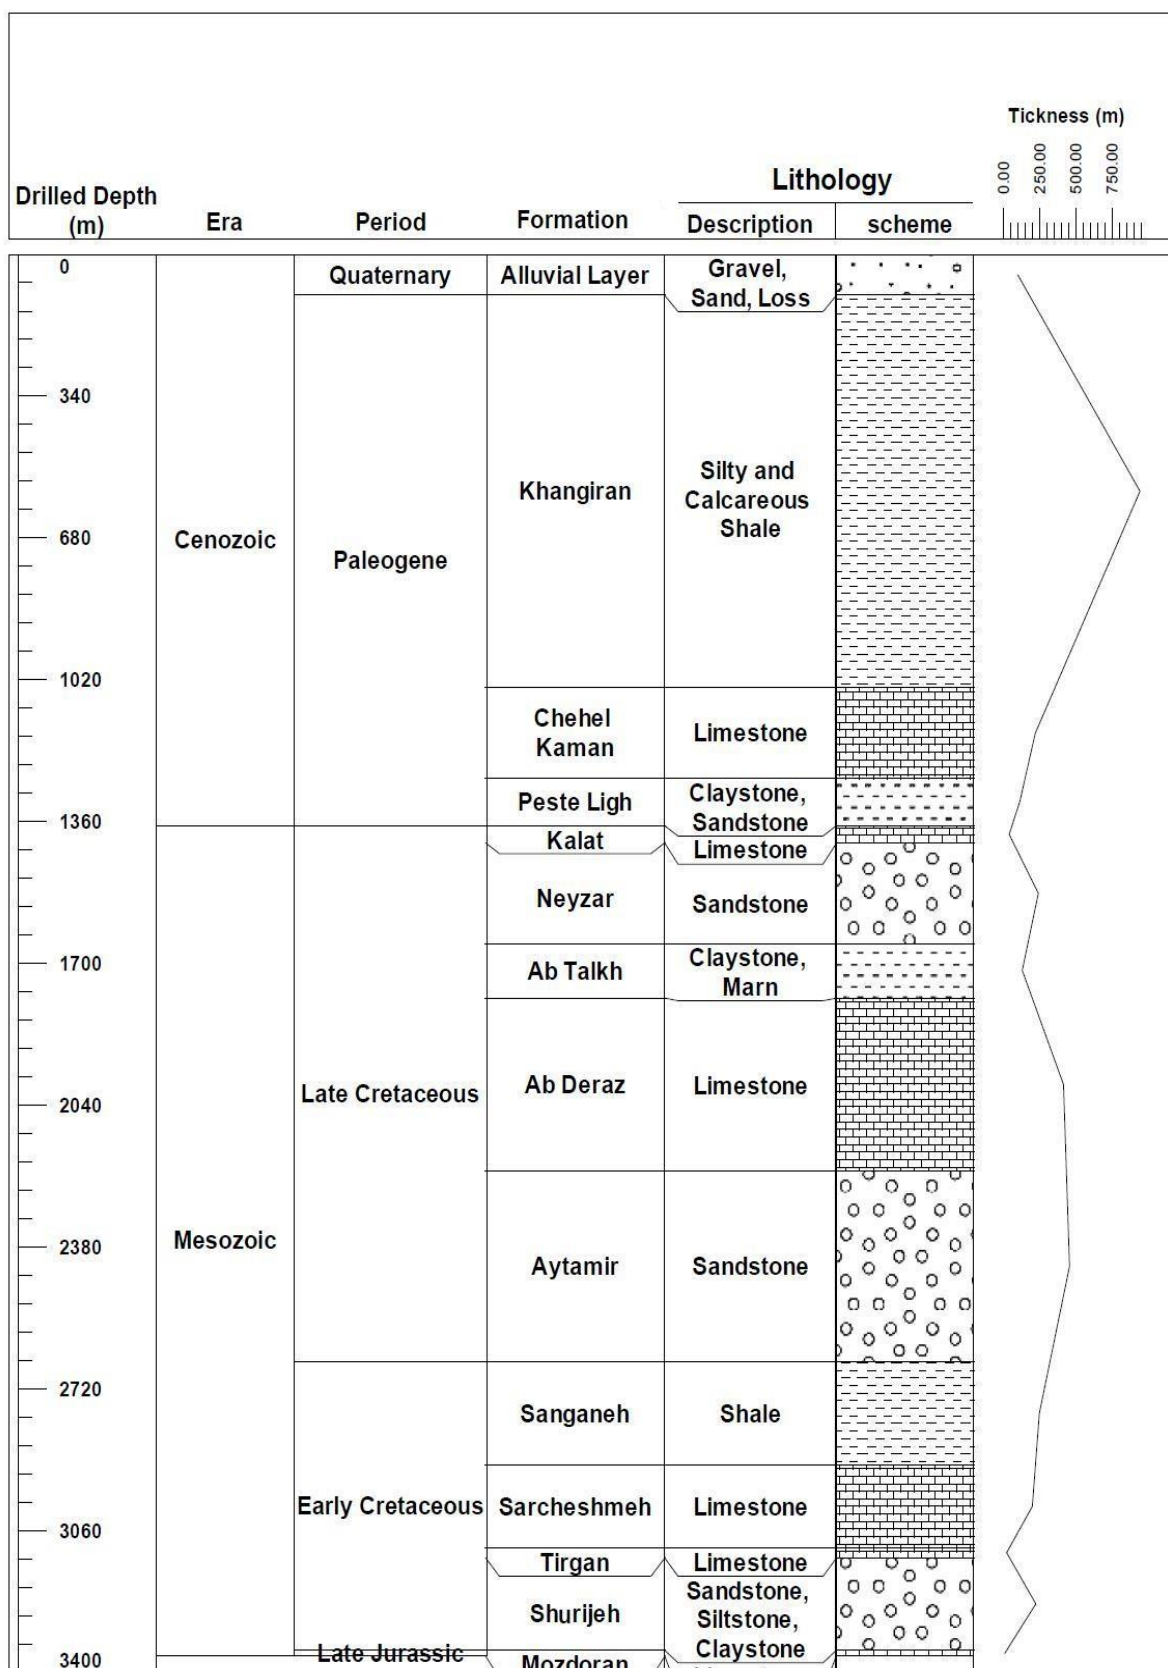 Tickness (m)
0.00
250.00
500.00
750.00
Lithology
Drilled Depth
(m)
Era
Period
Formation
Description
scheme
0
Quaternary
Alluvial Layer
Gravel,
Sand, Loss
340
Khangiran
Silty and
Calcareous
Shale
680
Cenozoic
Paleogene
1020
Chehel
Kaman
Limestone
Peste Ligh
Claystone,
Sandstone
1360
Kalat
Limestone
Neyzar
Sandstone
1700
Ab Talkh
Claystone,
Marn
Ab Deraz
Limestone
Late Cretaceous
2040
Mesozoic
2380
Aytamir
Sandstone
2720
Sanganeh
Shale
Early Cretaceous
Sarcheshmeh
Limestone
3060
Tirgan
Limestone
Shurijeh
Sandstone,
Siltstone,
Claystone
Late Jurassic
3400
Mozdoran